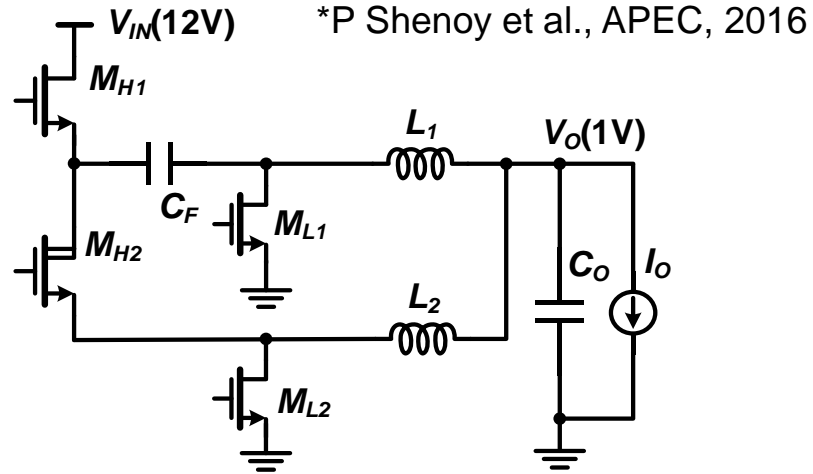 V_IN(12V) *P Shenoy et al., APEC, 2016
M_H1
L_1 V_O(1V)
C_F M_L1
M_H2 C_O I_O
L_2
M_L2